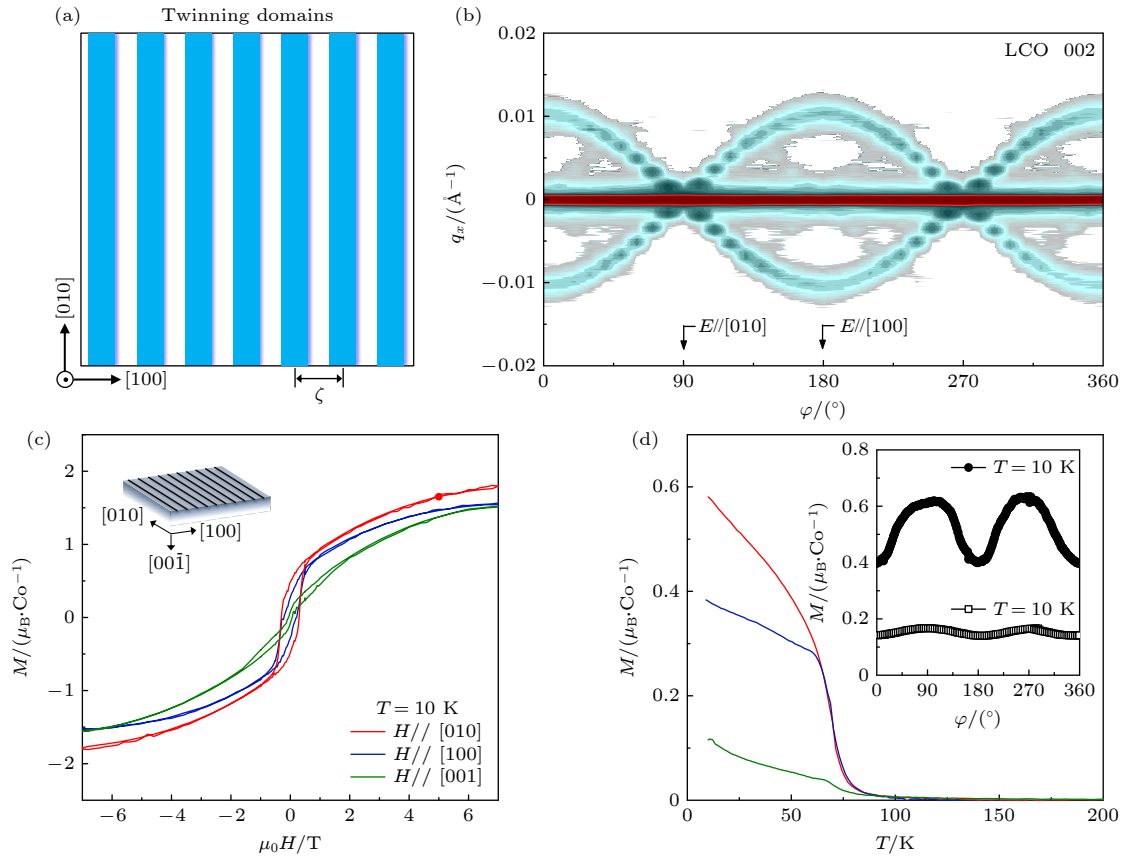 (a)
Twinning domains
[010]
[100]
ζ
(b)
LCO 002
0.02
0.01
0
−0.01
−0.02
q_x/(Å⁻¹)
E//[010]
E//[100]
0
90
180
270
360
φ/(°)
(c)
2
1
0
−1
−2
M/(μ_B·Co⁻¹)
[010]
[100]
[001̄]
T = 10 K
H// [010]
H// [100]
H// [001]
−6
−4
−2
0
2
4
6
μ₀H/T
(d)
0.6
0.4
0.2
0
M/(μ_B·Co⁻¹)
0
50
100
150
200
T/K
0.8
0.6
0.4
0.2
0
M/(μ_B·Co⁻¹)
T = 10 K
T = 10 K
0
90
180
270
360
φ/(°)